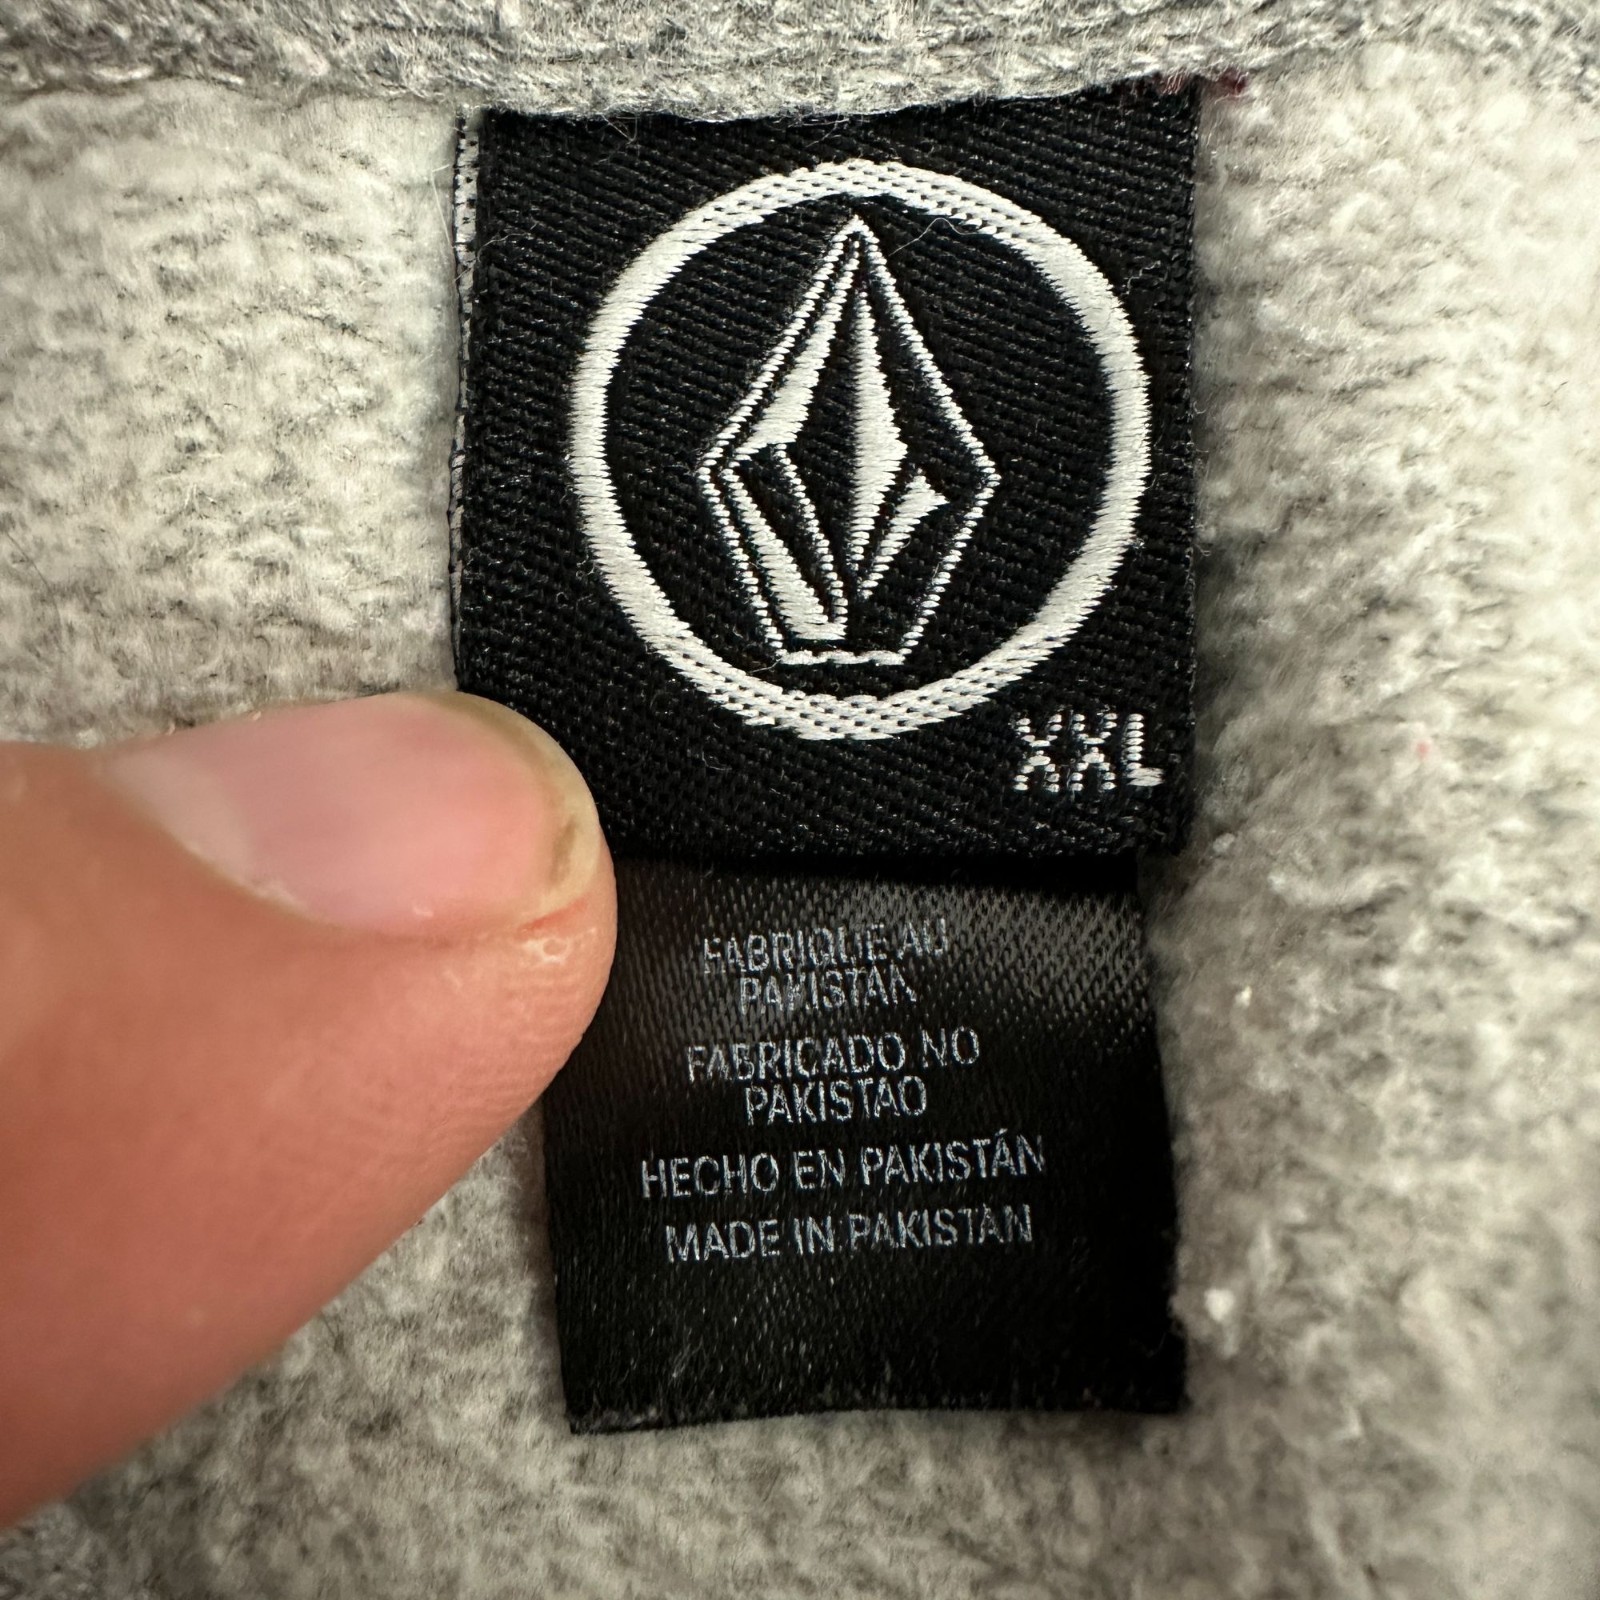 XXL
FABRIQUE AU
PAKISTAN
FABRICADO NO
PAKISTAO
HECHO EN PAKISTÁN
MADE IN PAKISTAN